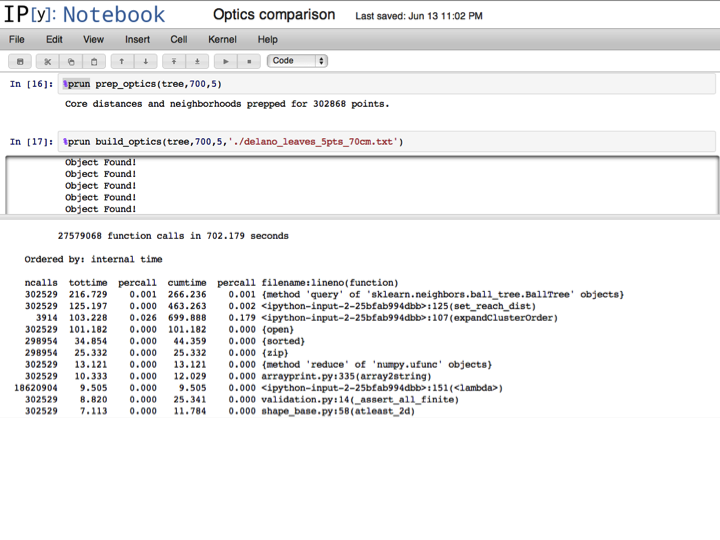 IP[y]: Notebook Optics comparison Last saved: Jun 13 11:02 PM
File Edit View Insert Cell Kernel Help
Code
In [16]: %prun prep_optics(tree,700,5)
Core distances and neighborhoods prepped for 302868 points.
In [17]: %prun build_optics(tree,700,5,'./delano_leaves_5pts_70cm.txt')
Object Found!
Object Found!
Object Found!
Object Found!
Object Found!
27579068 function calls in 702.179 seconds
Ordered by: internal time
ncalls tottime percall cumtime percall filename:lineno(function)
302529 216.729 0.001 266.236 0.001 {method 'query' of 'sklearn.neighbors.ball_tree.BallTree' objects}
302529 125.197 0.000 463.263 0.002 <ipython-input-2-25bfab994dbb>:125(set_reach_dist)
3914 103.228 0.026 699.888 0.179 <ipython-input-2-25bfab994dbb>:107(expandClusterOrder)
302529 101.182 0.000 101.182 0.000 {open}
298954 34.854 0.000 44.359 0.000 {sorted}
298954 25.332 0.000 25.332 0.000 {zip}
302529 13.121 0.000 13.121 0.000 {method 'reduce' of 'numpy.ufunc' objects}
302529 10.333 0.000 12.029 0.000 arrayprint.py:335(array2string)
18620904 9.505 0.000 9.505 0.000 <ipython-input-2-25bfab994dbb>:151(<lambda>)
302529 8.820 0.000 25.341 0.000 validation.py:14(_assert_all_finite)
302529 7.113 0.000 11.784 0.000 shape_base.py:58(atleast_2d)